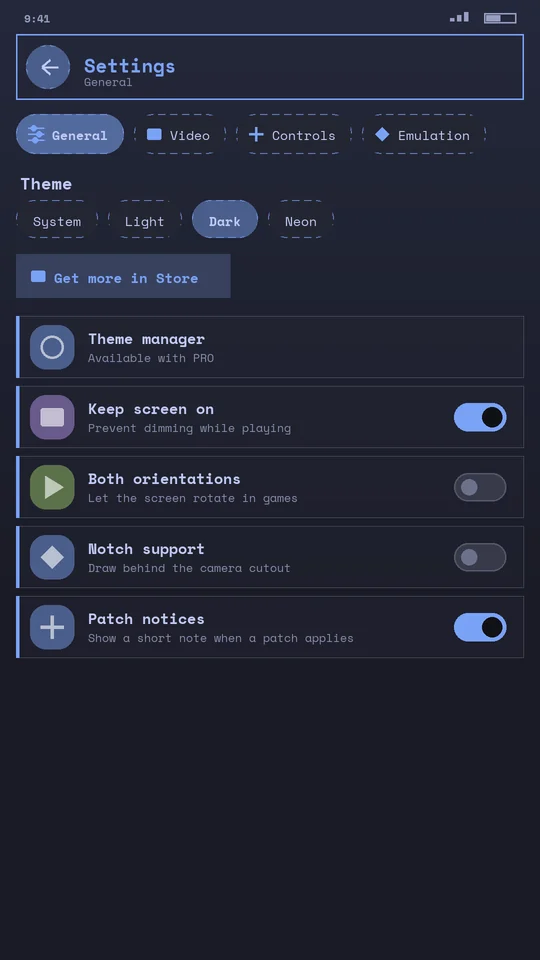 9:41
Settings
General
General Video Controls Emulation
Theme
System Light Dark Neon
Get more in Store
Theme manager
Available with PRO
Keep screen on
Prevent dimming while playing
Both orientations
Let the screen rotate in games
Notch support
Draw behind the camera cutout
Patch notices
Show a short note when a patch applies